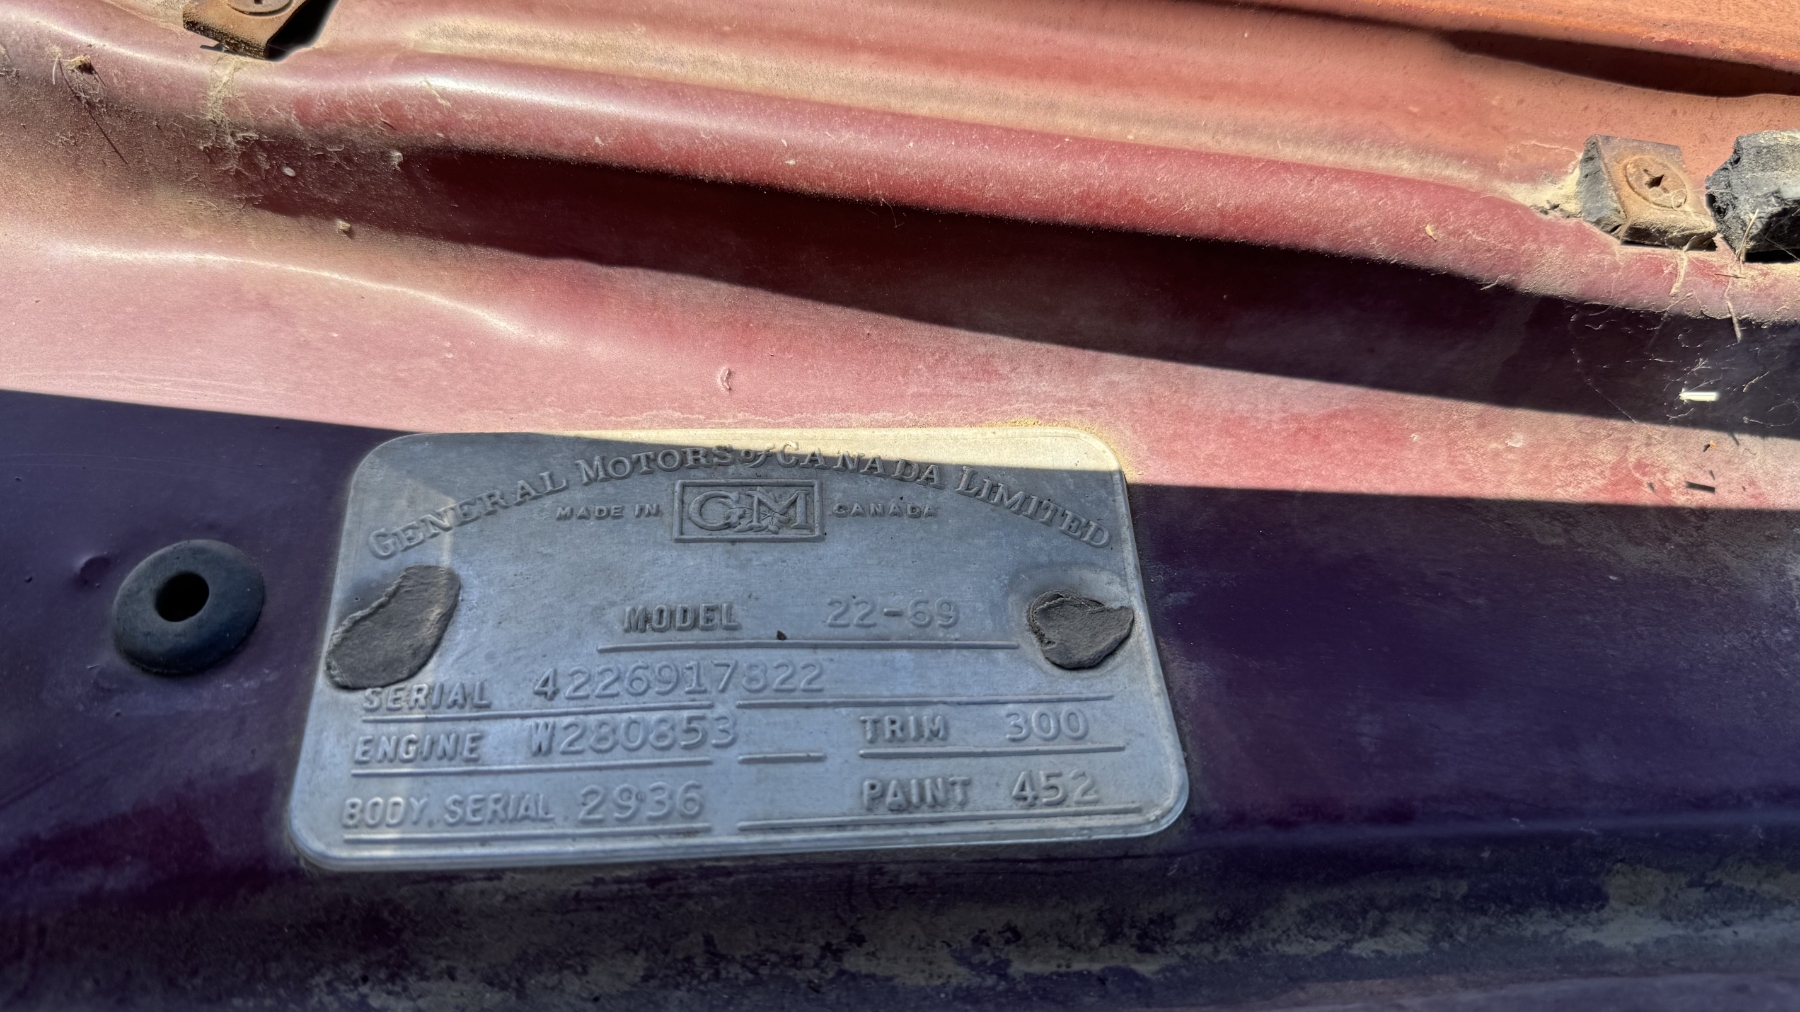 GENERAL MOTORS of CANADA LIMITED
MADE IN GM CANADA
MODEL 22-69
SERIAL 4226917822
ENGINE W280853 TRIM 300
BODY SERIAL 2936 PAINT 452